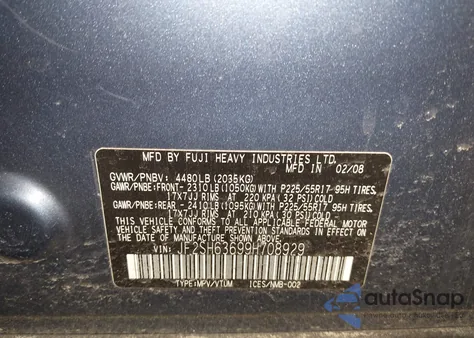 MFD BY FUJI HEAVY INDUSTRIES LTD.
MFD IN 02/08
GVWR/PNBV: 4480LB(2035KG)
GAWR/PNBE:FRONT-2310LB(1050KG)WITH P225/55R17 95H TIRES,
17X7JJ RIMS AT 220 KPA(32 PSI)COLD
GAWR/PNBE:REAR -2410LB(1095KG)WITH P225/55R17 95H TIRES,
17X7JJ RIMS AT 210 KPA(30 PSI)COLD
THIS VEHICLE CONFORMS TO ALL APPLICABLE FEDERAL MOTOR
VEHICLE SAFETY AND BUMPER STANDARDS IN EFFECT ON THE
DATE OF MANUFACTURE SHOWN ABOVE.
VIN: JF2SH63699H708929
TYPE:MPV/VTUM ICES/NMB-002
autoSnap